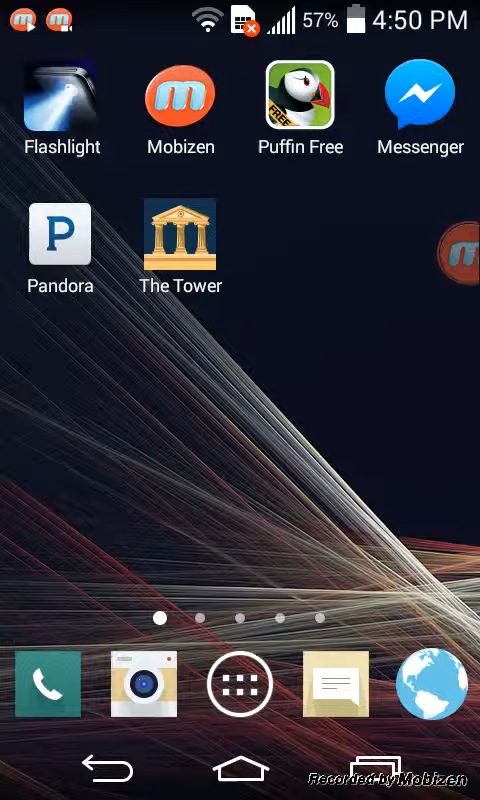 57% 4:50 PM
FREE
Flashlight Mobizen Puffin Free Messenger
P
Pandora The Tower
Recorded by Mobizen